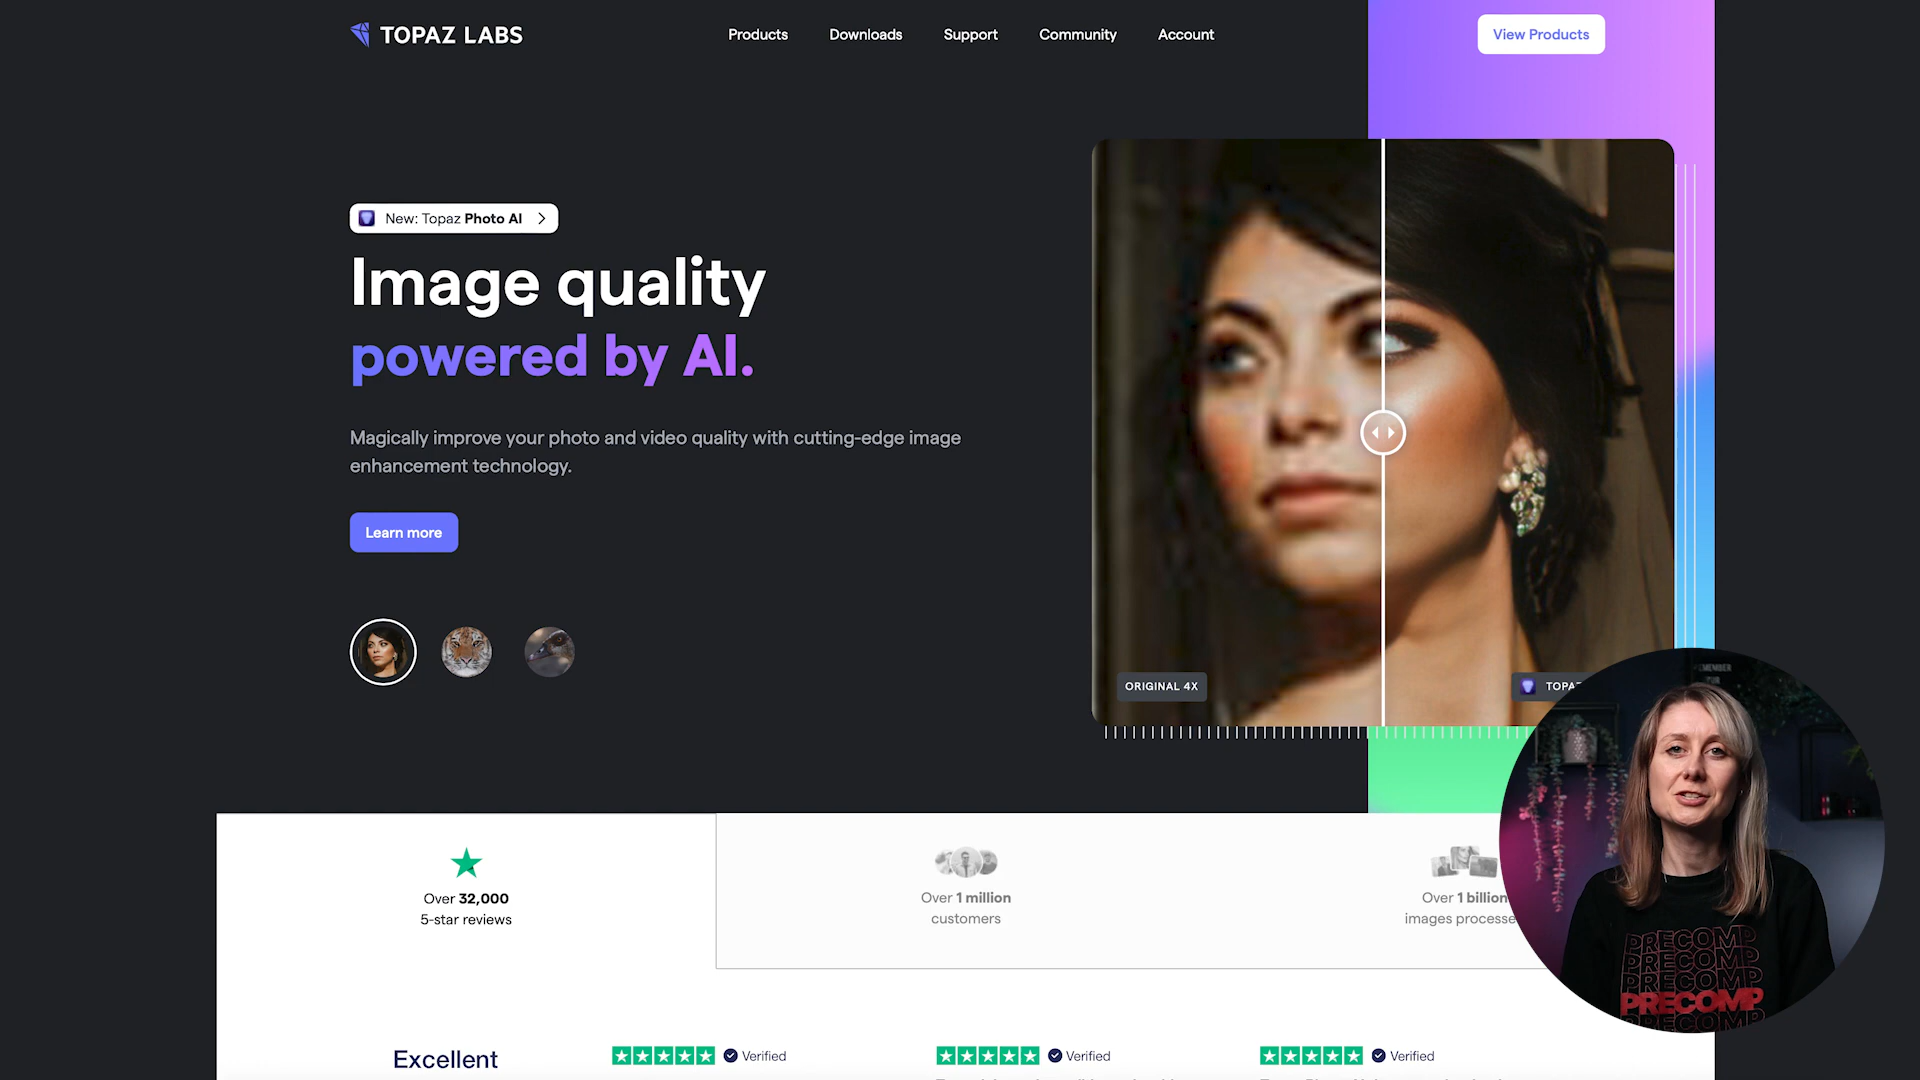 TOPAZ LABS
Products
Downloads
Support
Community
Account
View Products
New: Topaz Photo AI
Image quality
powered by AI.
Magically improve your photo and video quality with cutting-edge image
enhancement technology.
Learn more
ORIGINAL 4X
Over 32,000
5-star reviews
Over 1 million
customers
Over 1 billion
images
PRECOMP
PRECOMP
PRECOMP
PRECOMP
PRECOMP
Excellent
Verified
Verified
Verified